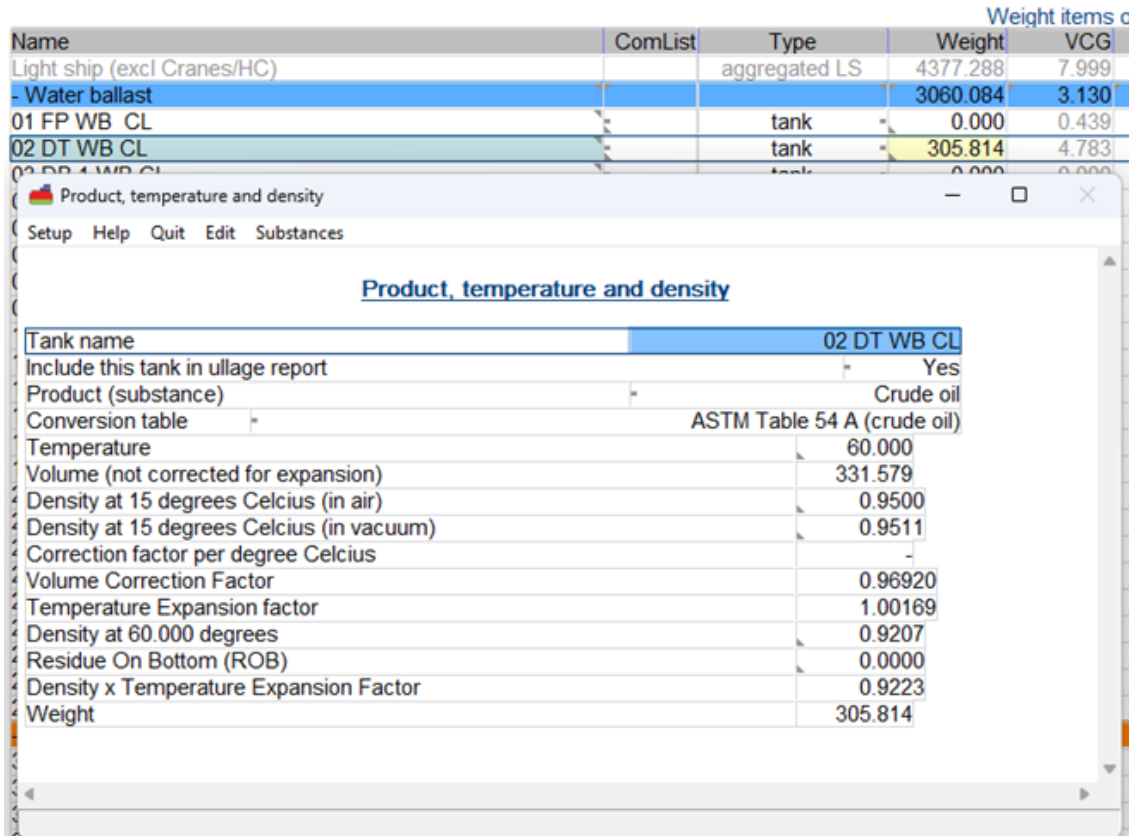 Weight items o
Name ComList Type Weight VCG
Light ship (excl Cranes/HC) aggregated LS 4377.288 7.999
- Water ballast 3060.084 3.130
01 FP WB  CL tank 0.000 0.439
02 DT WB CL tank 305.814 4.783
Product, temperature and density
Setup Help Quit Edit Substances
Product, temperature and density
Tank name 02 DT WB CL
Include this tank in ullage report Yes
Product (substance) Crude oil
Conversion table ASTM Table 54 A (crude oil)
Temperature 60.000
Volume (not corrected for expansion) 331.579
Density at 15 degrees Celcius (in air) 0.9500
Density at 15 degrees Celcius (in vacuum) 0.9511
Correction factor per degree Celcius -
Volume Correction Factor 0.96920
Temperature Expansion factor 1.00169
Density at 60.000 degrees 0.9207
Residue On Bottom (ROB) 0.0000
Density x Temperature Expansion Factor 0.9223
Weight 305.814